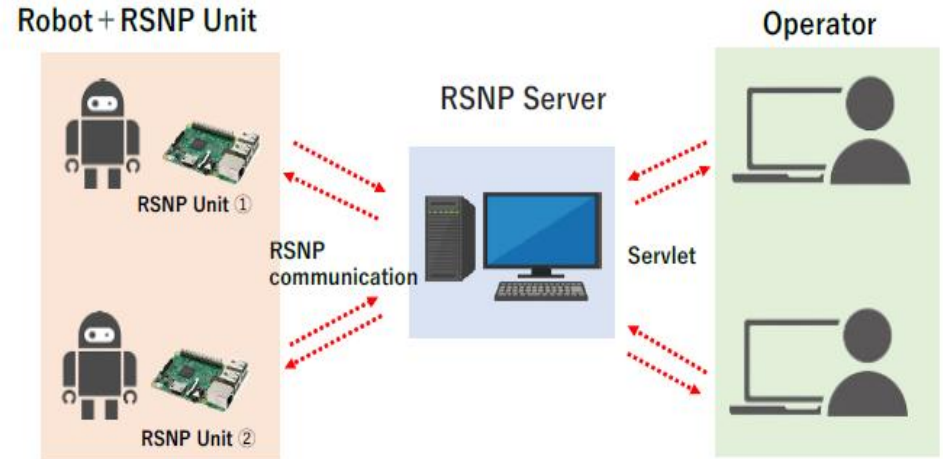 Robot+RSNP Unit
Operator
RSNP Server
RSNP Unit ①
RSNP
communication
Servlet
RSNP Unit ②